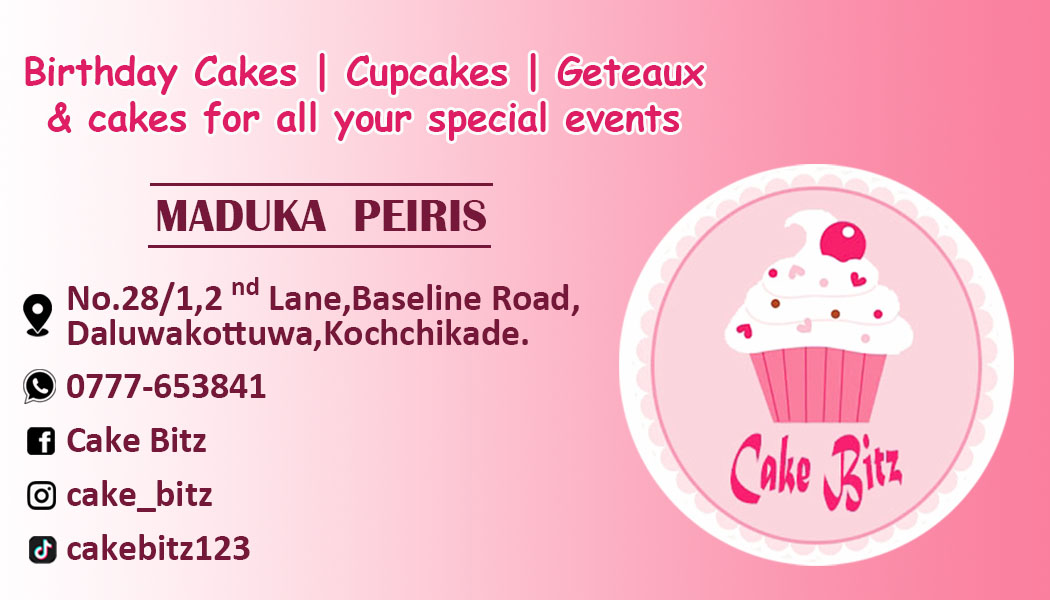 Birthday Cakes | Cupcakes | Geteaux
& cakes for all your special events
MADUKA PEIRIS
No.28/1,2 nd Lane,Baseline Road,
Daluwakottuwa,Kochchikade.
0777-653841
Cake Bitz
cake_bitz
cakebitz123
Cake Bitz